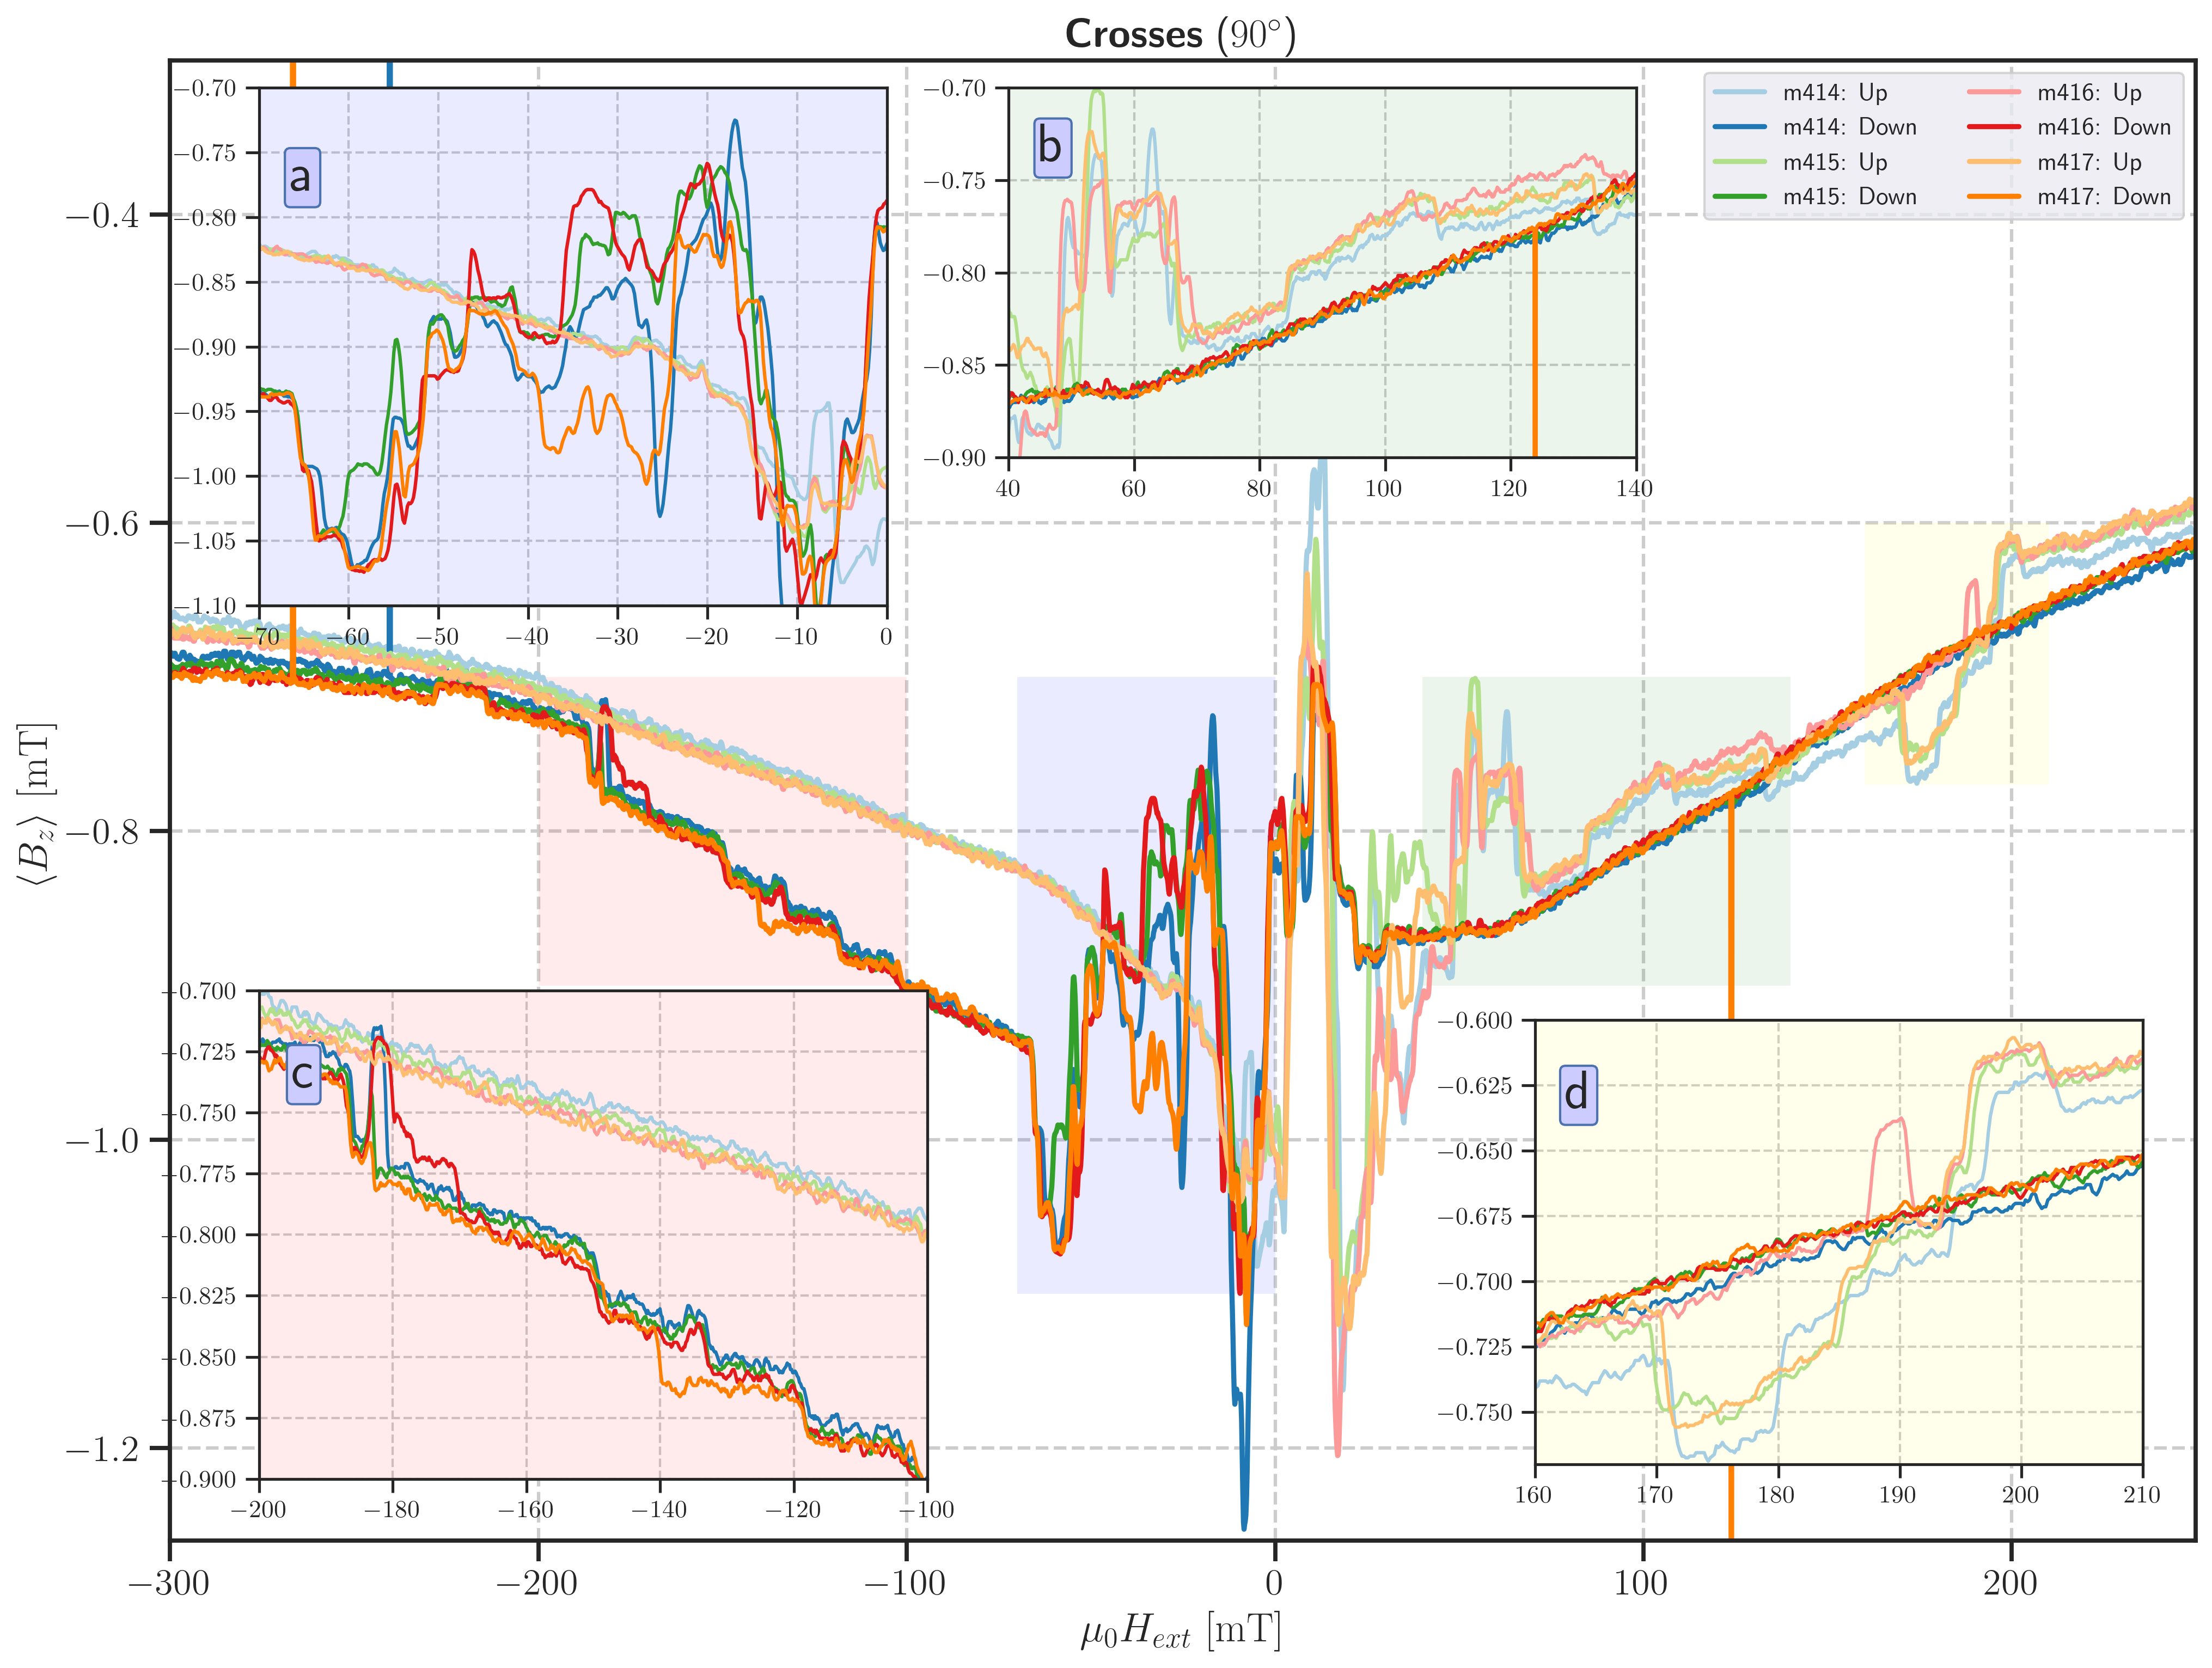 Crosses (90°)
m414: Up
m414: Down
m415: Up
m415: Down
m416: Up
m416: Down
m417: Up
m417: Down
⟨B_z⟩ [mT]
−0.4
−0.6
−0.8
−1.0
−1.2
a
−0.70
−0.75
−0.80
−0.85
−0.90
−0.95
−1.00
−1.05
−1.10
−70 −60 −50 −40 −30 −20 −10 0
b
−0.70
−0.75
−0.80
−0.85
−0.90
40 60 80 100 120 140
c
−0.700
−0.725
−0.750
−0.775
−0.800
−0.825
−0.850
−0.875
−0.900
−200 −180 −160 −140 −120 −100
d
−0.600
−0.625
−0.650
−0.675
−0.700
−0.725
−0.750
160 170 180 190 200 210
−300 −200 −100 0 100 200
μ₀H_ext [mT]